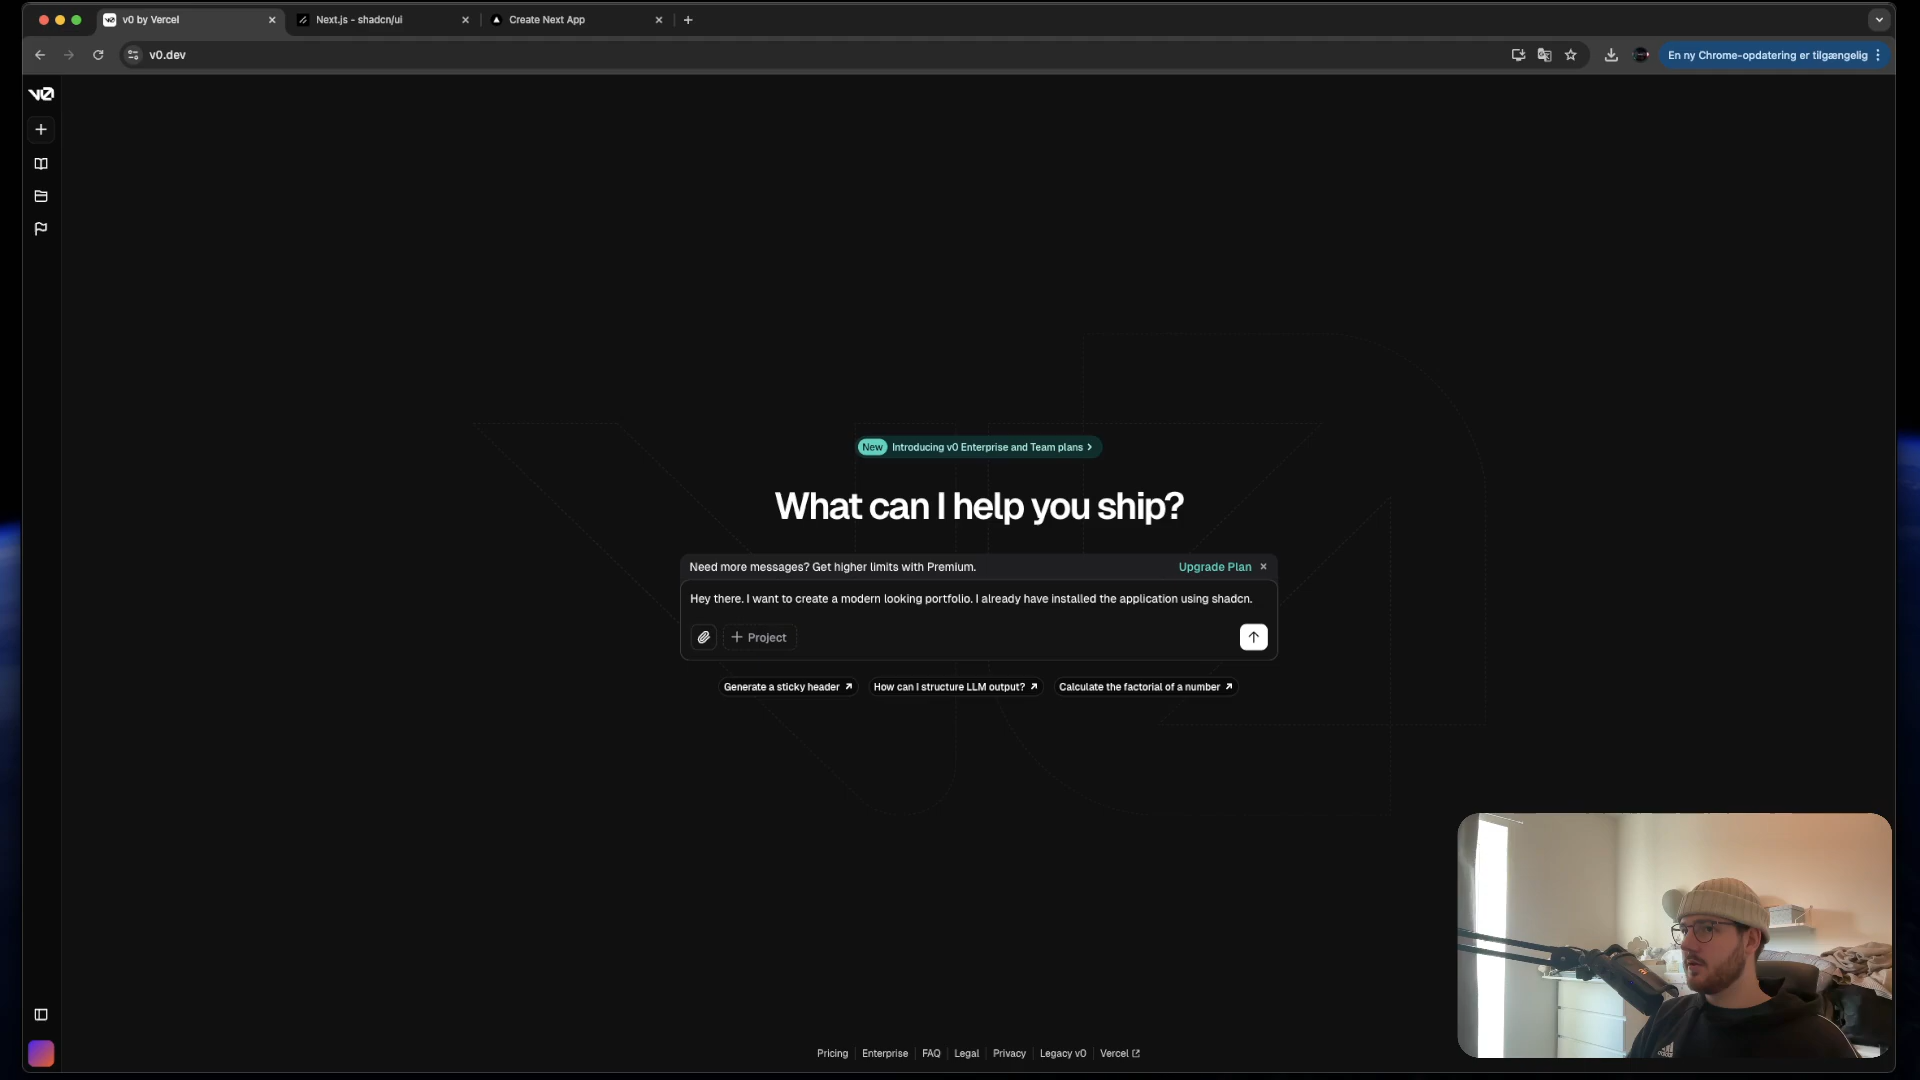 v0 by Vercel
Next.js - shadcn/ui
Create Next App
v0.dev
En ny Chrome-opdatering er tilgængelig
v0
New Introducing v0 Enterprise and Team plans
What can I help you ship?
Need more messages? Get higher limits with Premium.
Upgrade Plan
Hey there. I want to create a modern looking portfolio. I already have installed the application using shadcn.
Project
Generate a sticky header
How can I structure LLM output?
Calculate the factorial of a number
Pricing
Enterprise
FAQ
Legal
Privacy
Legacy v0
Vercel